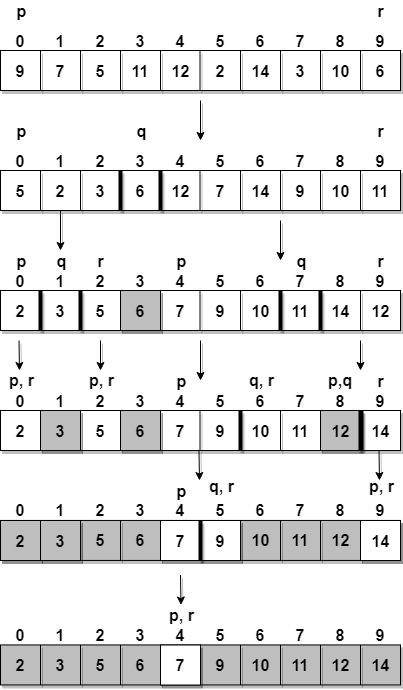 p r
0 1 2 3 4 5 6 7 8 9
9 7 5 11 12 2 14 3 10 6
p q r
0 1 2 3 4 5 6 7 8 9
5 2 3 6 12 7 14 9 10 11
p q r p q r
0 1 2 3 4 5 6 7 8 9
2 3 5 6 7 9 10 11 14 12
p, r p, r p q, r p,q r
0 1 2 3 4 5 6 7 8 9
2 3 5 6 7 9 10 11 12 14
p q, r p, r
0 1 2 3 4 5 6 7 8 9
2 3 5 6 7 9 10 11 12 14
p, r
0 1 2 3 4 5 6 7 8 9
2 3 5 6 7 9 10 11 12 14